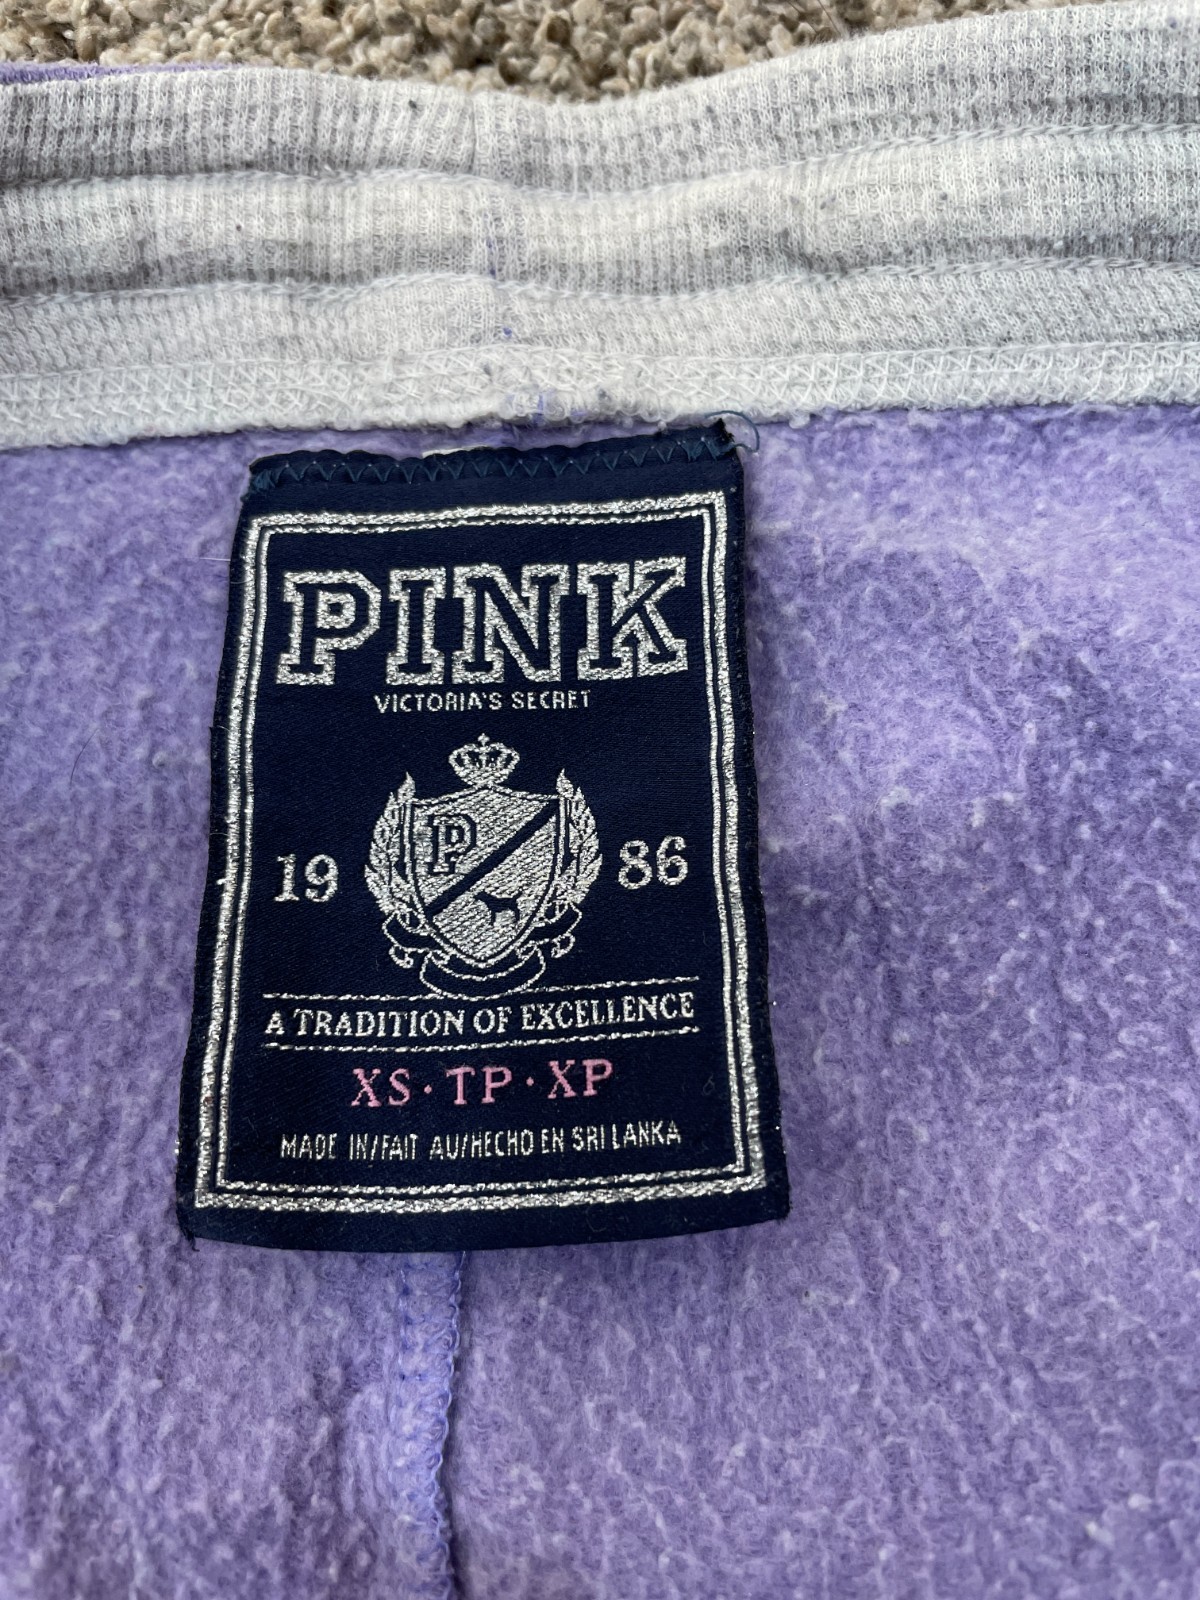 PINK
VICTORIA'S SECRET
P
19 86
A TRADITION OF EXCELLENCE
XS·TP·XP
MADE IN/FAIT AU/HECHO EN SRI LANKA